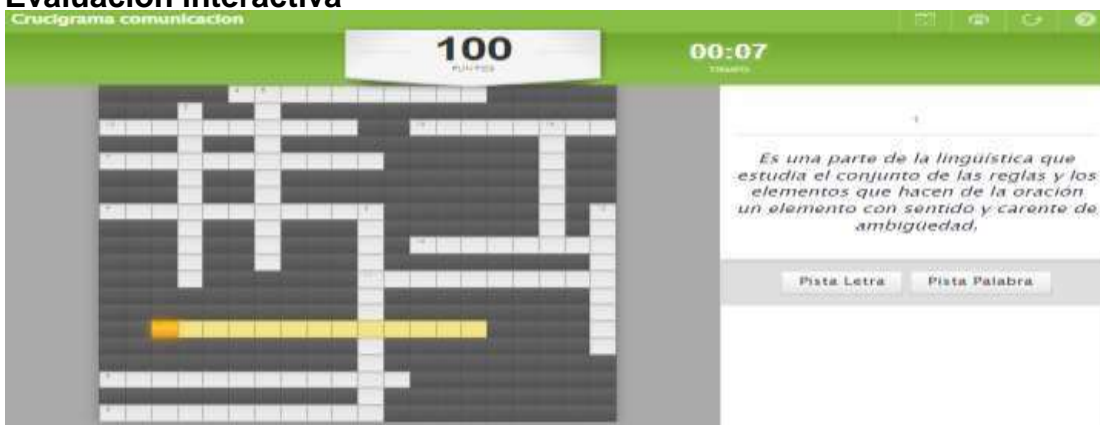 Evaluación Interactiva
Crucigrama comunicacion
100
PUNTOS
00:07
TIEMPO
Es una parte de la lingüística que
estudia el conjunto de las reglas y los
elementos que hacen de la oración
un elemento con sentido y carente de
ambigüedad.
Pista Letra
Pista Palabra